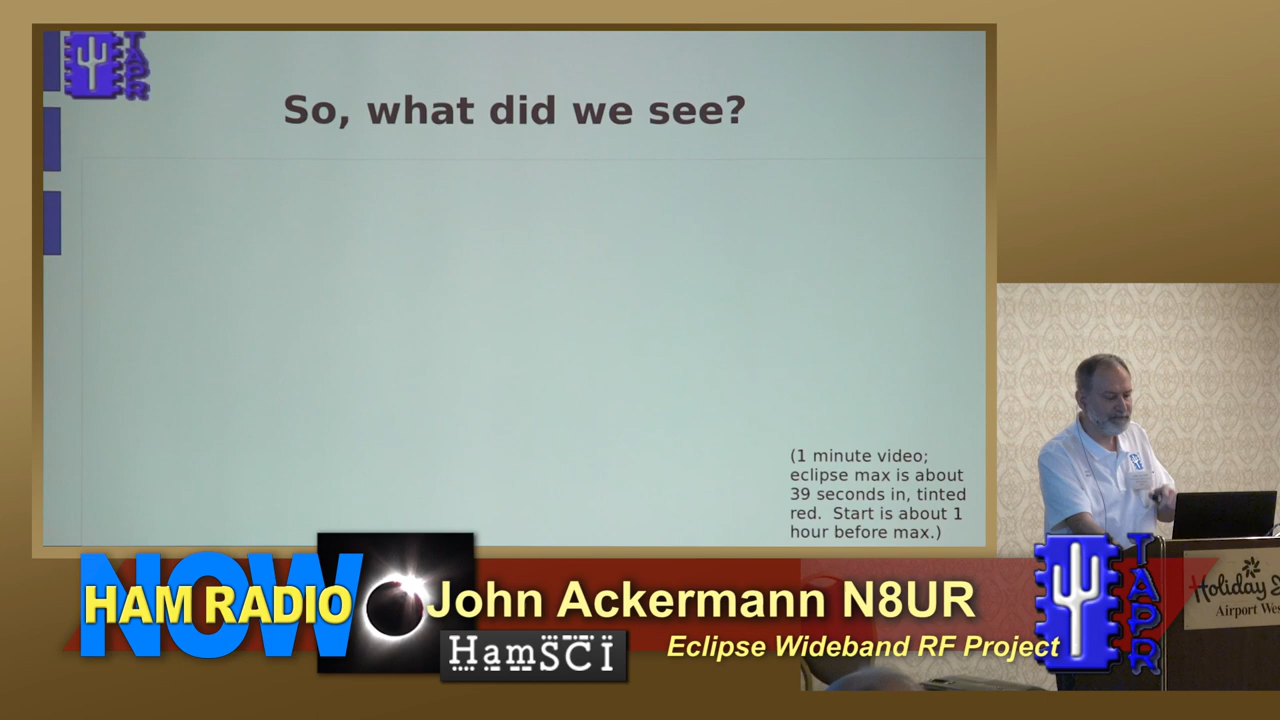 TAPR
So, what did we see?
(1 minute video;
eclipse max is about
39 seconds in, tinted
red. Start is about 1
hour before max.)
NOW
HAM RADIO
John Ackermann N8UR
HamSCI
Eclipse Wideband RF Project
TAPR
Holiday
Airport Wes